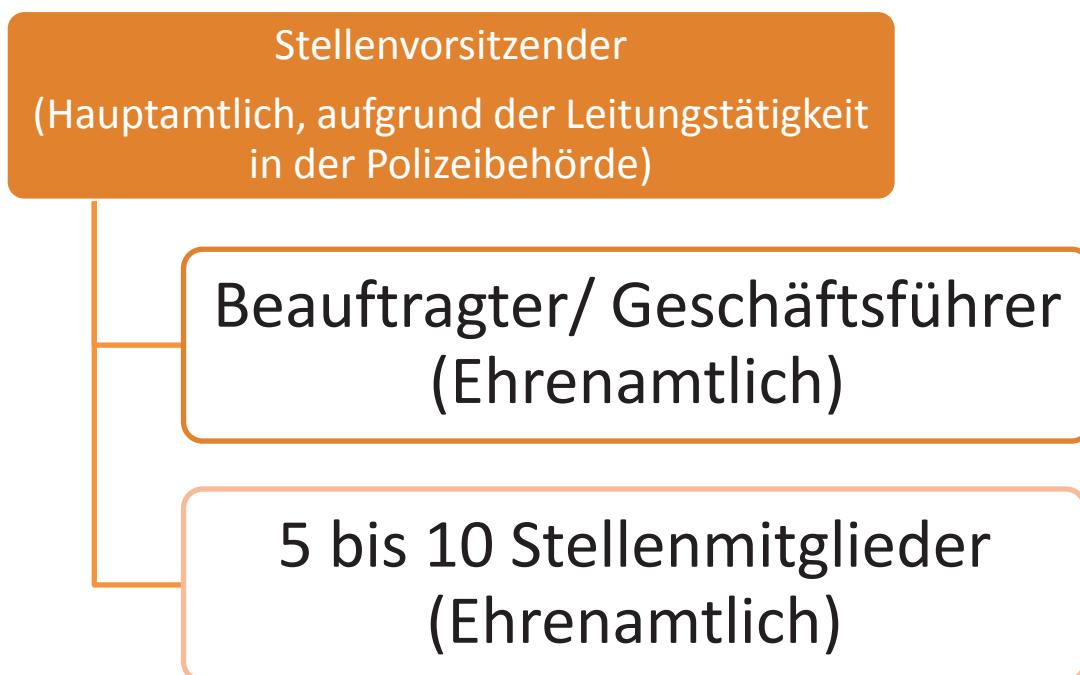 Stellenvorsitzender
(Hauptamtlich, aufgrund der Leitungstätigkeit
in der Polizeibehörde)
Beauftragter/ Geschäftsführer
(Ehrenamtlich)
5 bis 10 Stellenmitglieder
(Ehrenamtlich)